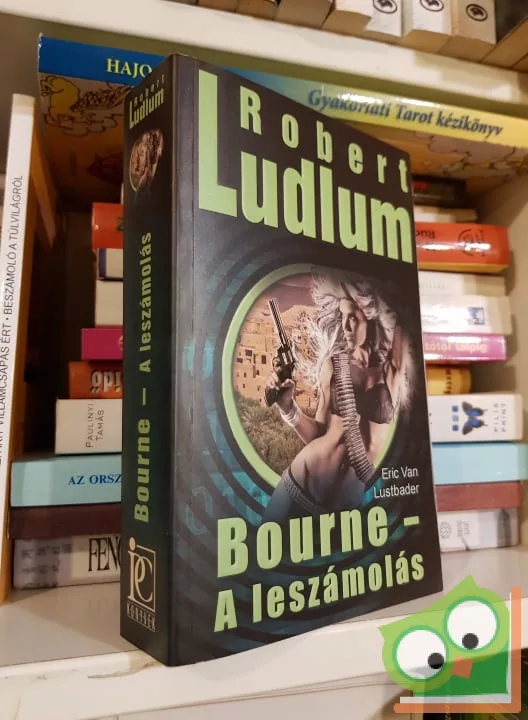 HAJO
Gyakorlati Tarot kézikönyv
Robert
Ludlum
Eric Van
Lustbader
Bourne –
A leszámolás
Robert
Ludlum
Bourne – A leszámolás
I.P.C.
KÖNYVEK
VILLÁMCSAPÁS ÉRT • BESZÁMOLÓ A TÚLVILÁGRÓL
PAULINYI
TAMÁS
AZ ORSZ
FEN